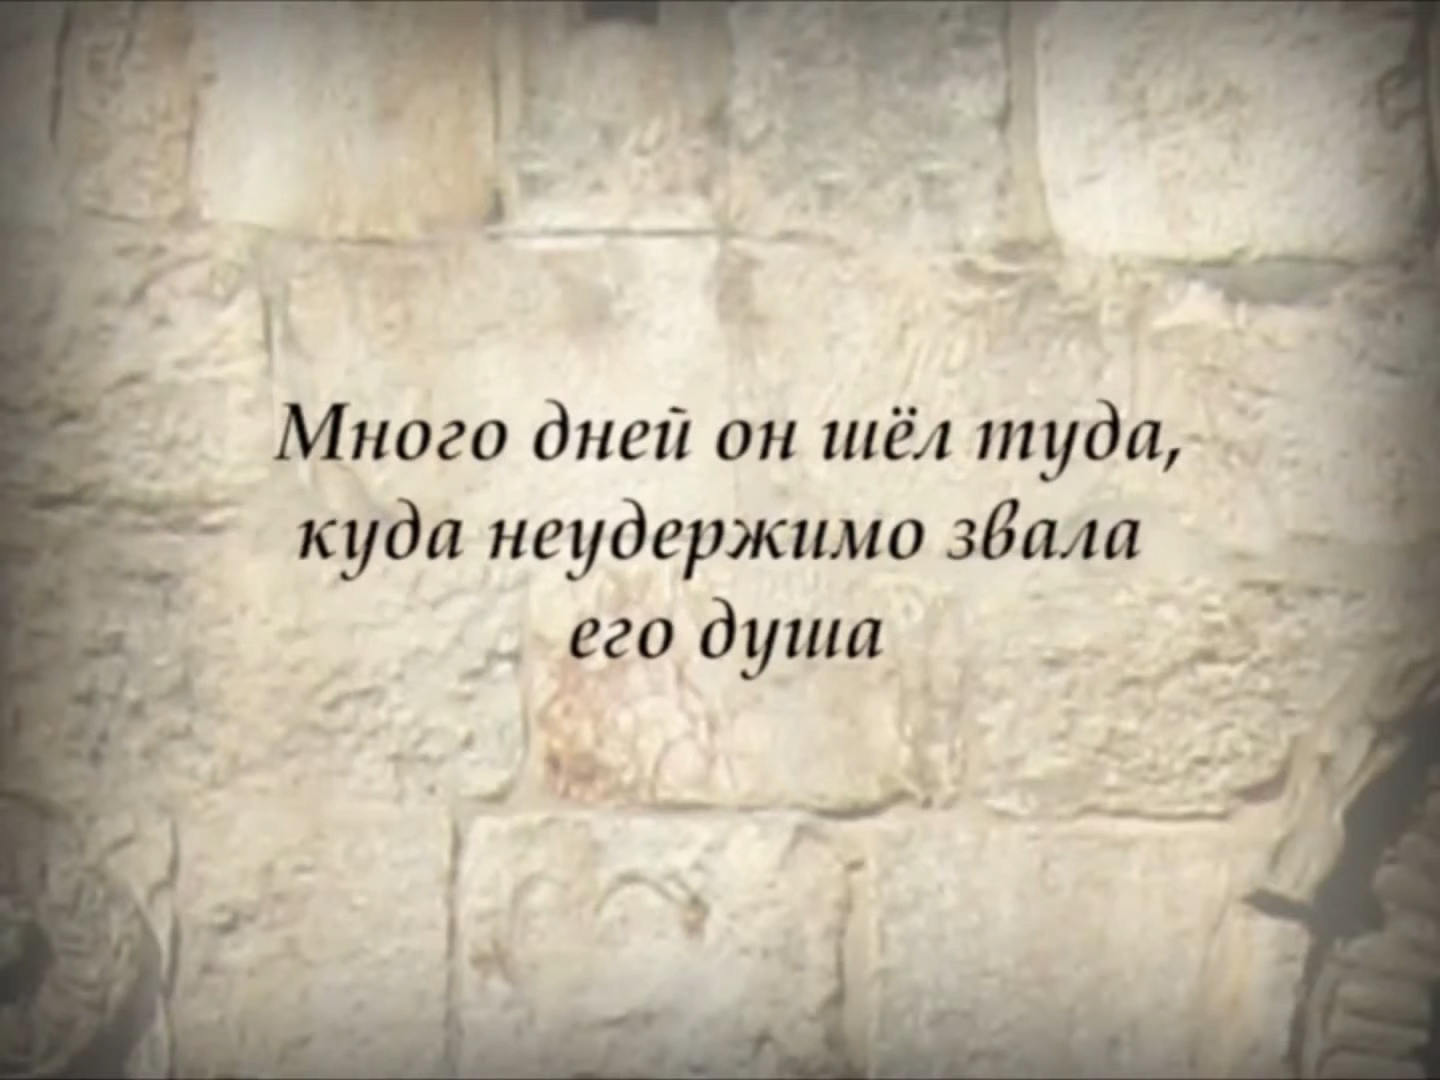 Много дней он шёл туда,
куда неудержимо звала
его душа